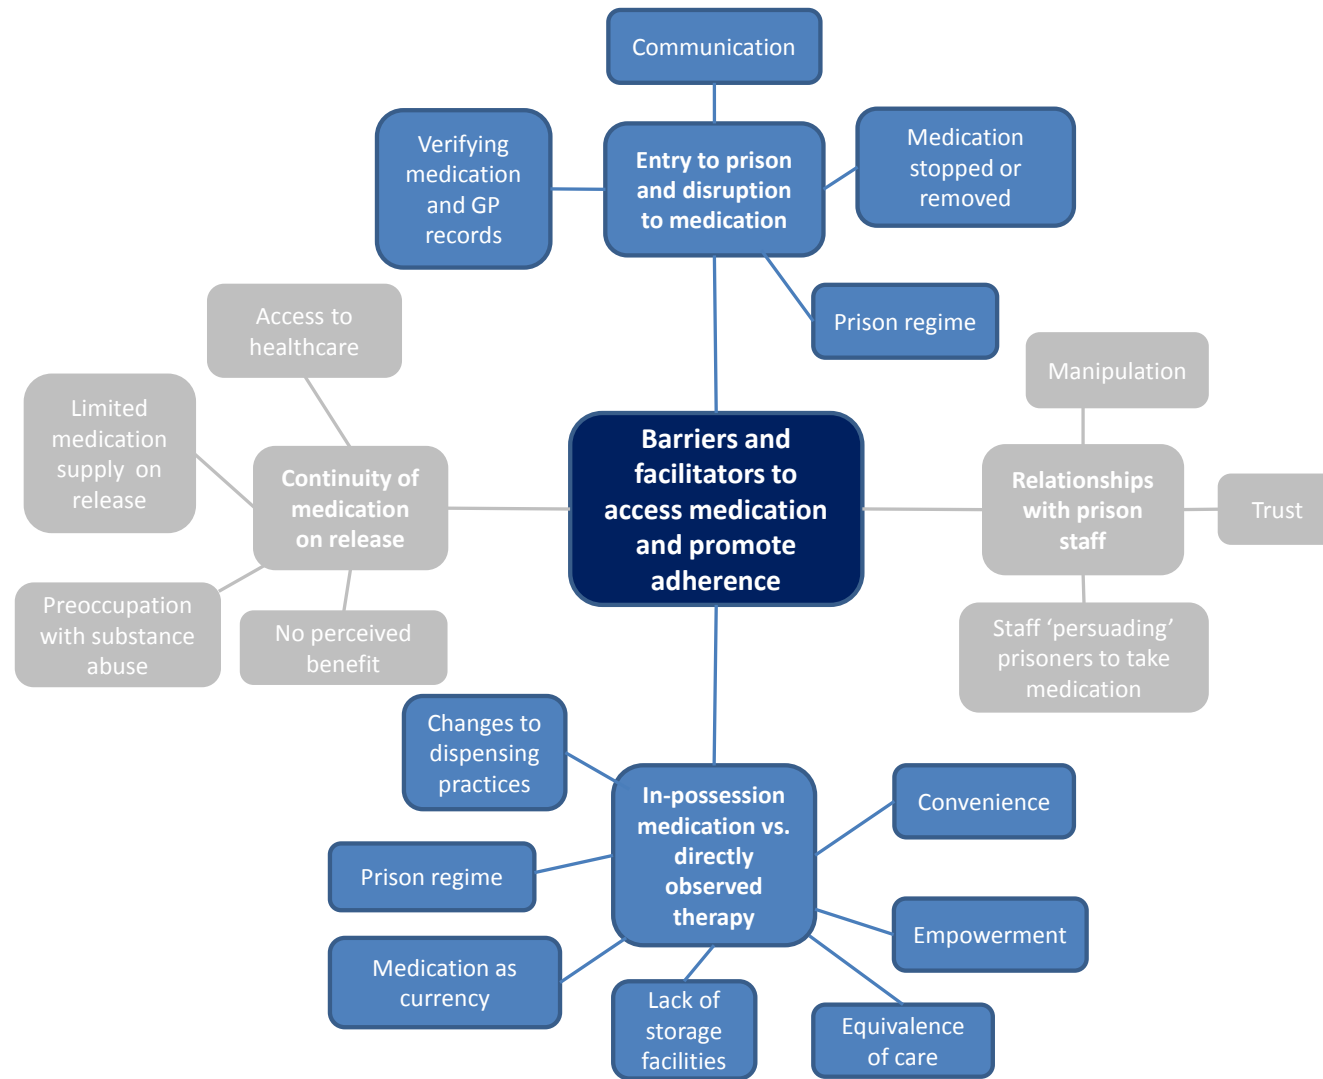 Communication
Verifying
medication
and GP
records
Entry to prison
and disruption
to medication
Medication
stopped or
removed
Prison regime
Access to
healthcare
Limited
medication
supply  on
release
Continuity of
medication
on release
Preoccupation
with substance
abuse
No perceived
benefit
Barriers and
facilitators to
access medication
and promote
adherence
Manipulation
Relationships
with prison
staff
Trust
Staff ‘persuading’
prisoners to take
medication
Changes to
dispensing
practices
In-possession
medication vs.
directly
observed
therapy
Convenience
Prison regime
Empowerment
Medication as
currency
Lack of
storage
facilities
Equivalence
of care